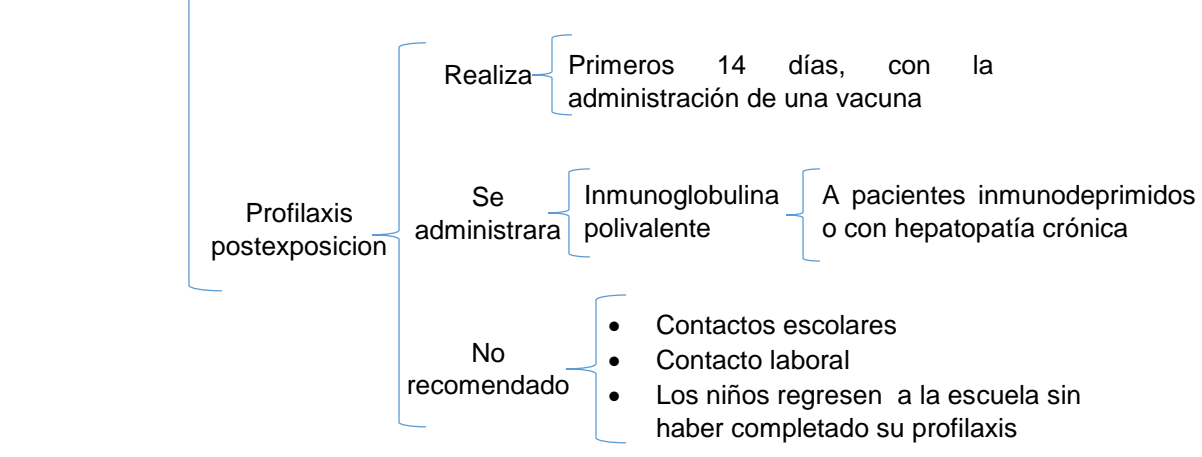 Profilaxis
postexposicion
Realiza
Primeros 14 días, con la
administración de una vacuna
Se
administrara
Inmunoglobulina
polivalente
A pacientes inmunodeprimidos
o con hepatopatía crónica
No
recomendado
• Contactos escolares
• Contacto laboral
• Los niños regresen a la escuela sin
haber completado su profilaxis